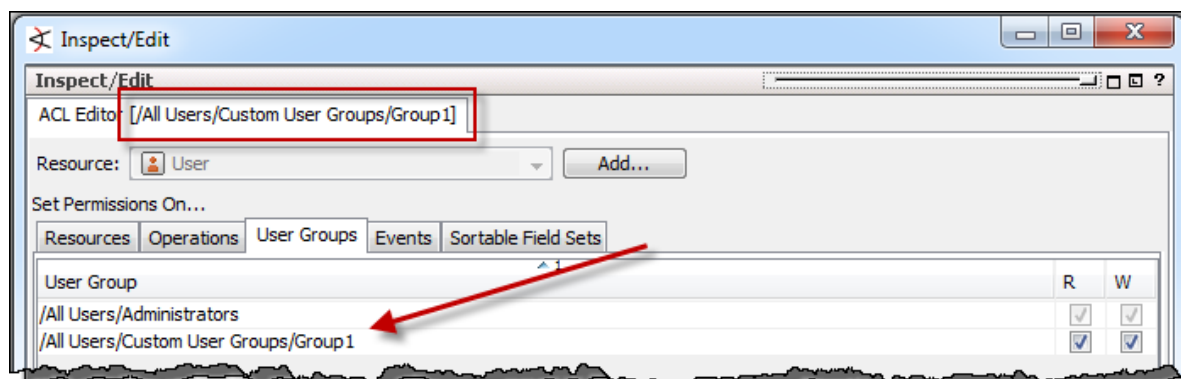 Inspect/Edit
Inspect/Edit ?
ACL Editor [/All Users/Custom User Groups/Group1]
Resource: User Add...
Set Permissions On...
Resources Operations User Groups Events Sortable Field Sets
1
User Group R W
/All Users/Administrators
/All Users/Custom User Groups/Group1